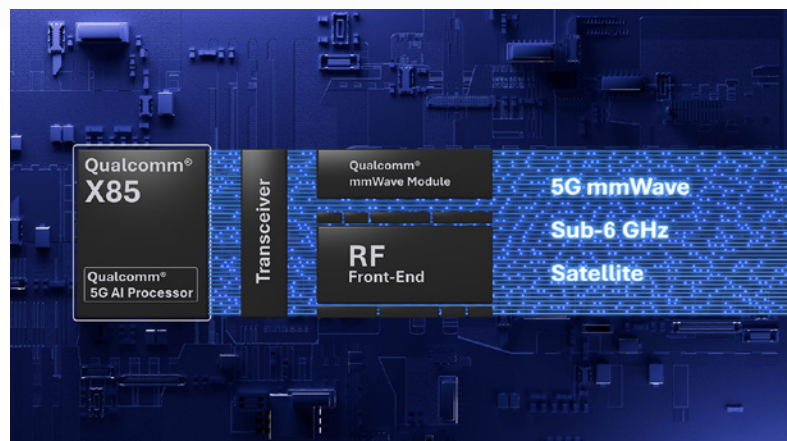 Qualcomm®
X85
Qualcomm®
5G AI Processor
Transceiver
Qualcomm®
mmWave Module
RF
Front-End
5G mmWave
Sub-6 GHz
Satellite